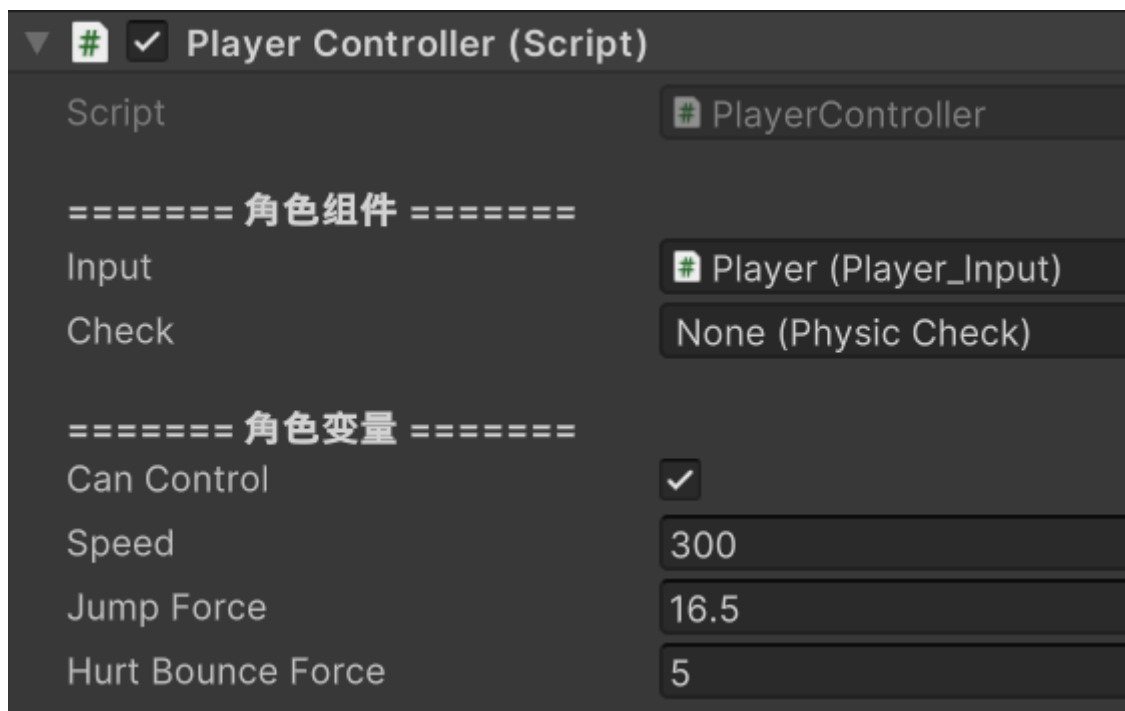 Player Controller (Script)
Script PlayerController
======= 角色组件 =======
Input Player (Player_Input)
Check None (Physic Check)
======= 角色变量 =======
Can Control
Speed 300
Jump Force 16.5
Hurt Bounce Force 5